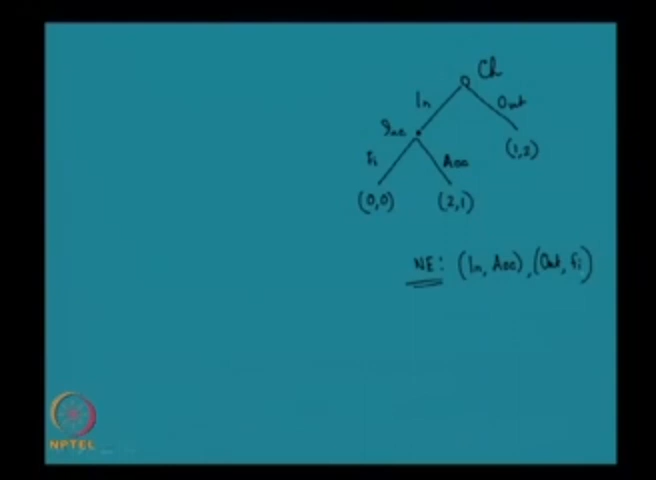 Ch
In Out
Inc
Fi Acc (1,2)
(0,0) (2,1)
NE: (In, Acc), (Out, Fi)
NPTEL